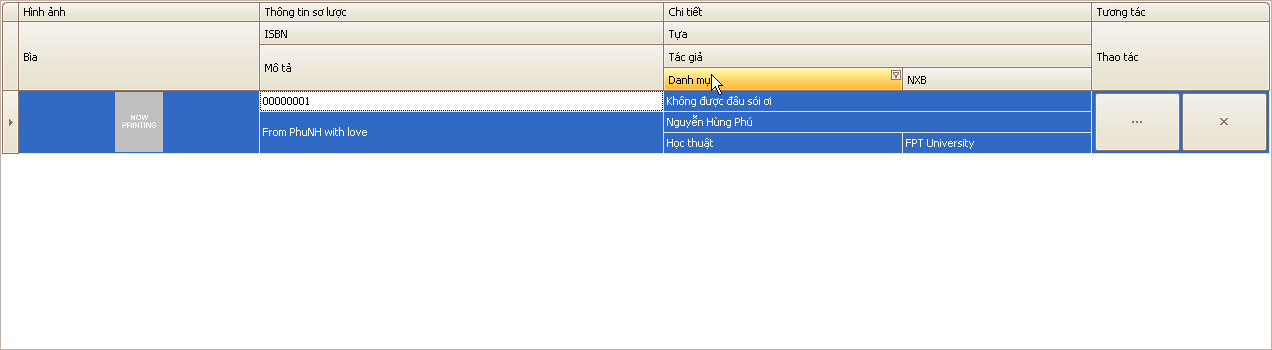 Hình ảnh
Thông tin sơ lược
Chi tiết
Tương tác
Bìa
ISBN
Tựa
Mô tả
Tác giả
Danh mụ
NXB
Thao tác
NOW
PRINTING
00000001
Không được đâu sói ơi
From PhuNH with love
Nguyễn Hùng Phú
Học thuật
FPT University
...
×